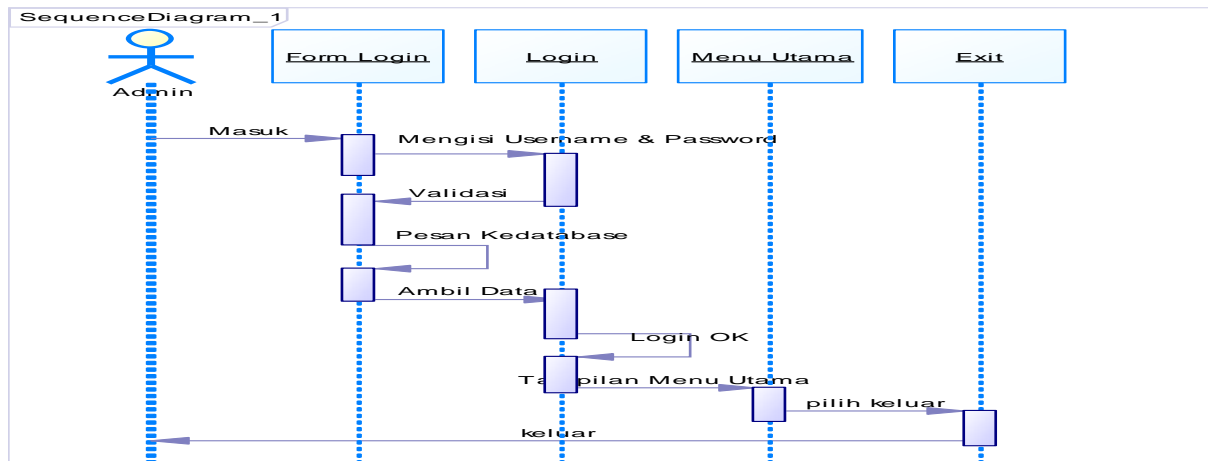 SequenceDiagram_1
Form Login
Login
Menu Utama
Exit
Admin
Masuk
Mengisi Username & Password
Validasi
Pesan Kedatabase
Ambil Data
Login OK
Tampilan Menu Utama
pilih keluar
keluar